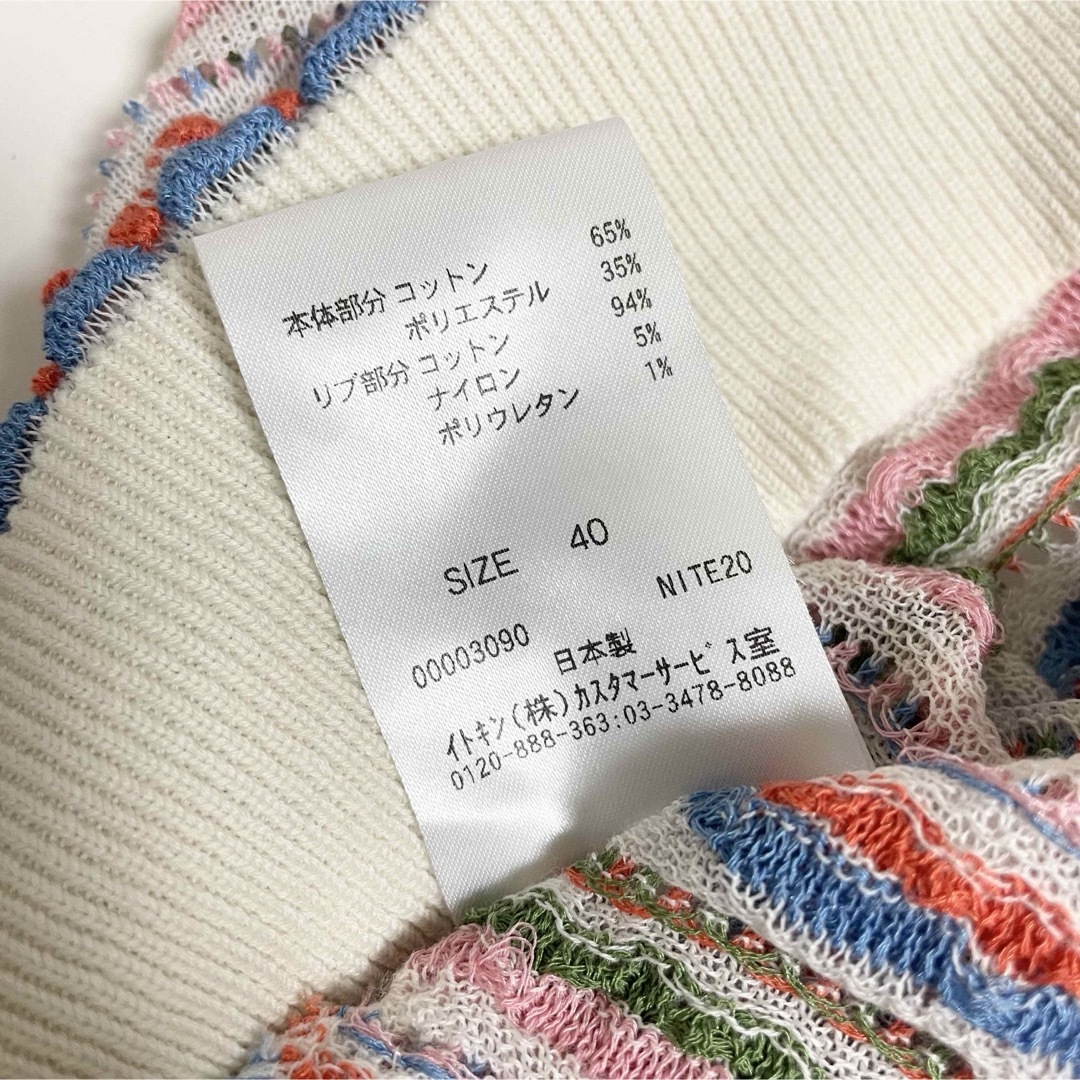 本体部分 コットン 65%
ポリエステル 35%
リブ部分 コットン 94%
ナイロン 5%
ポリウレタン 1%
SIZE 40
00003090 NITE20
日本製
イトキン(株)カスタマーサービス室
0120-888-363:03-3478-8088